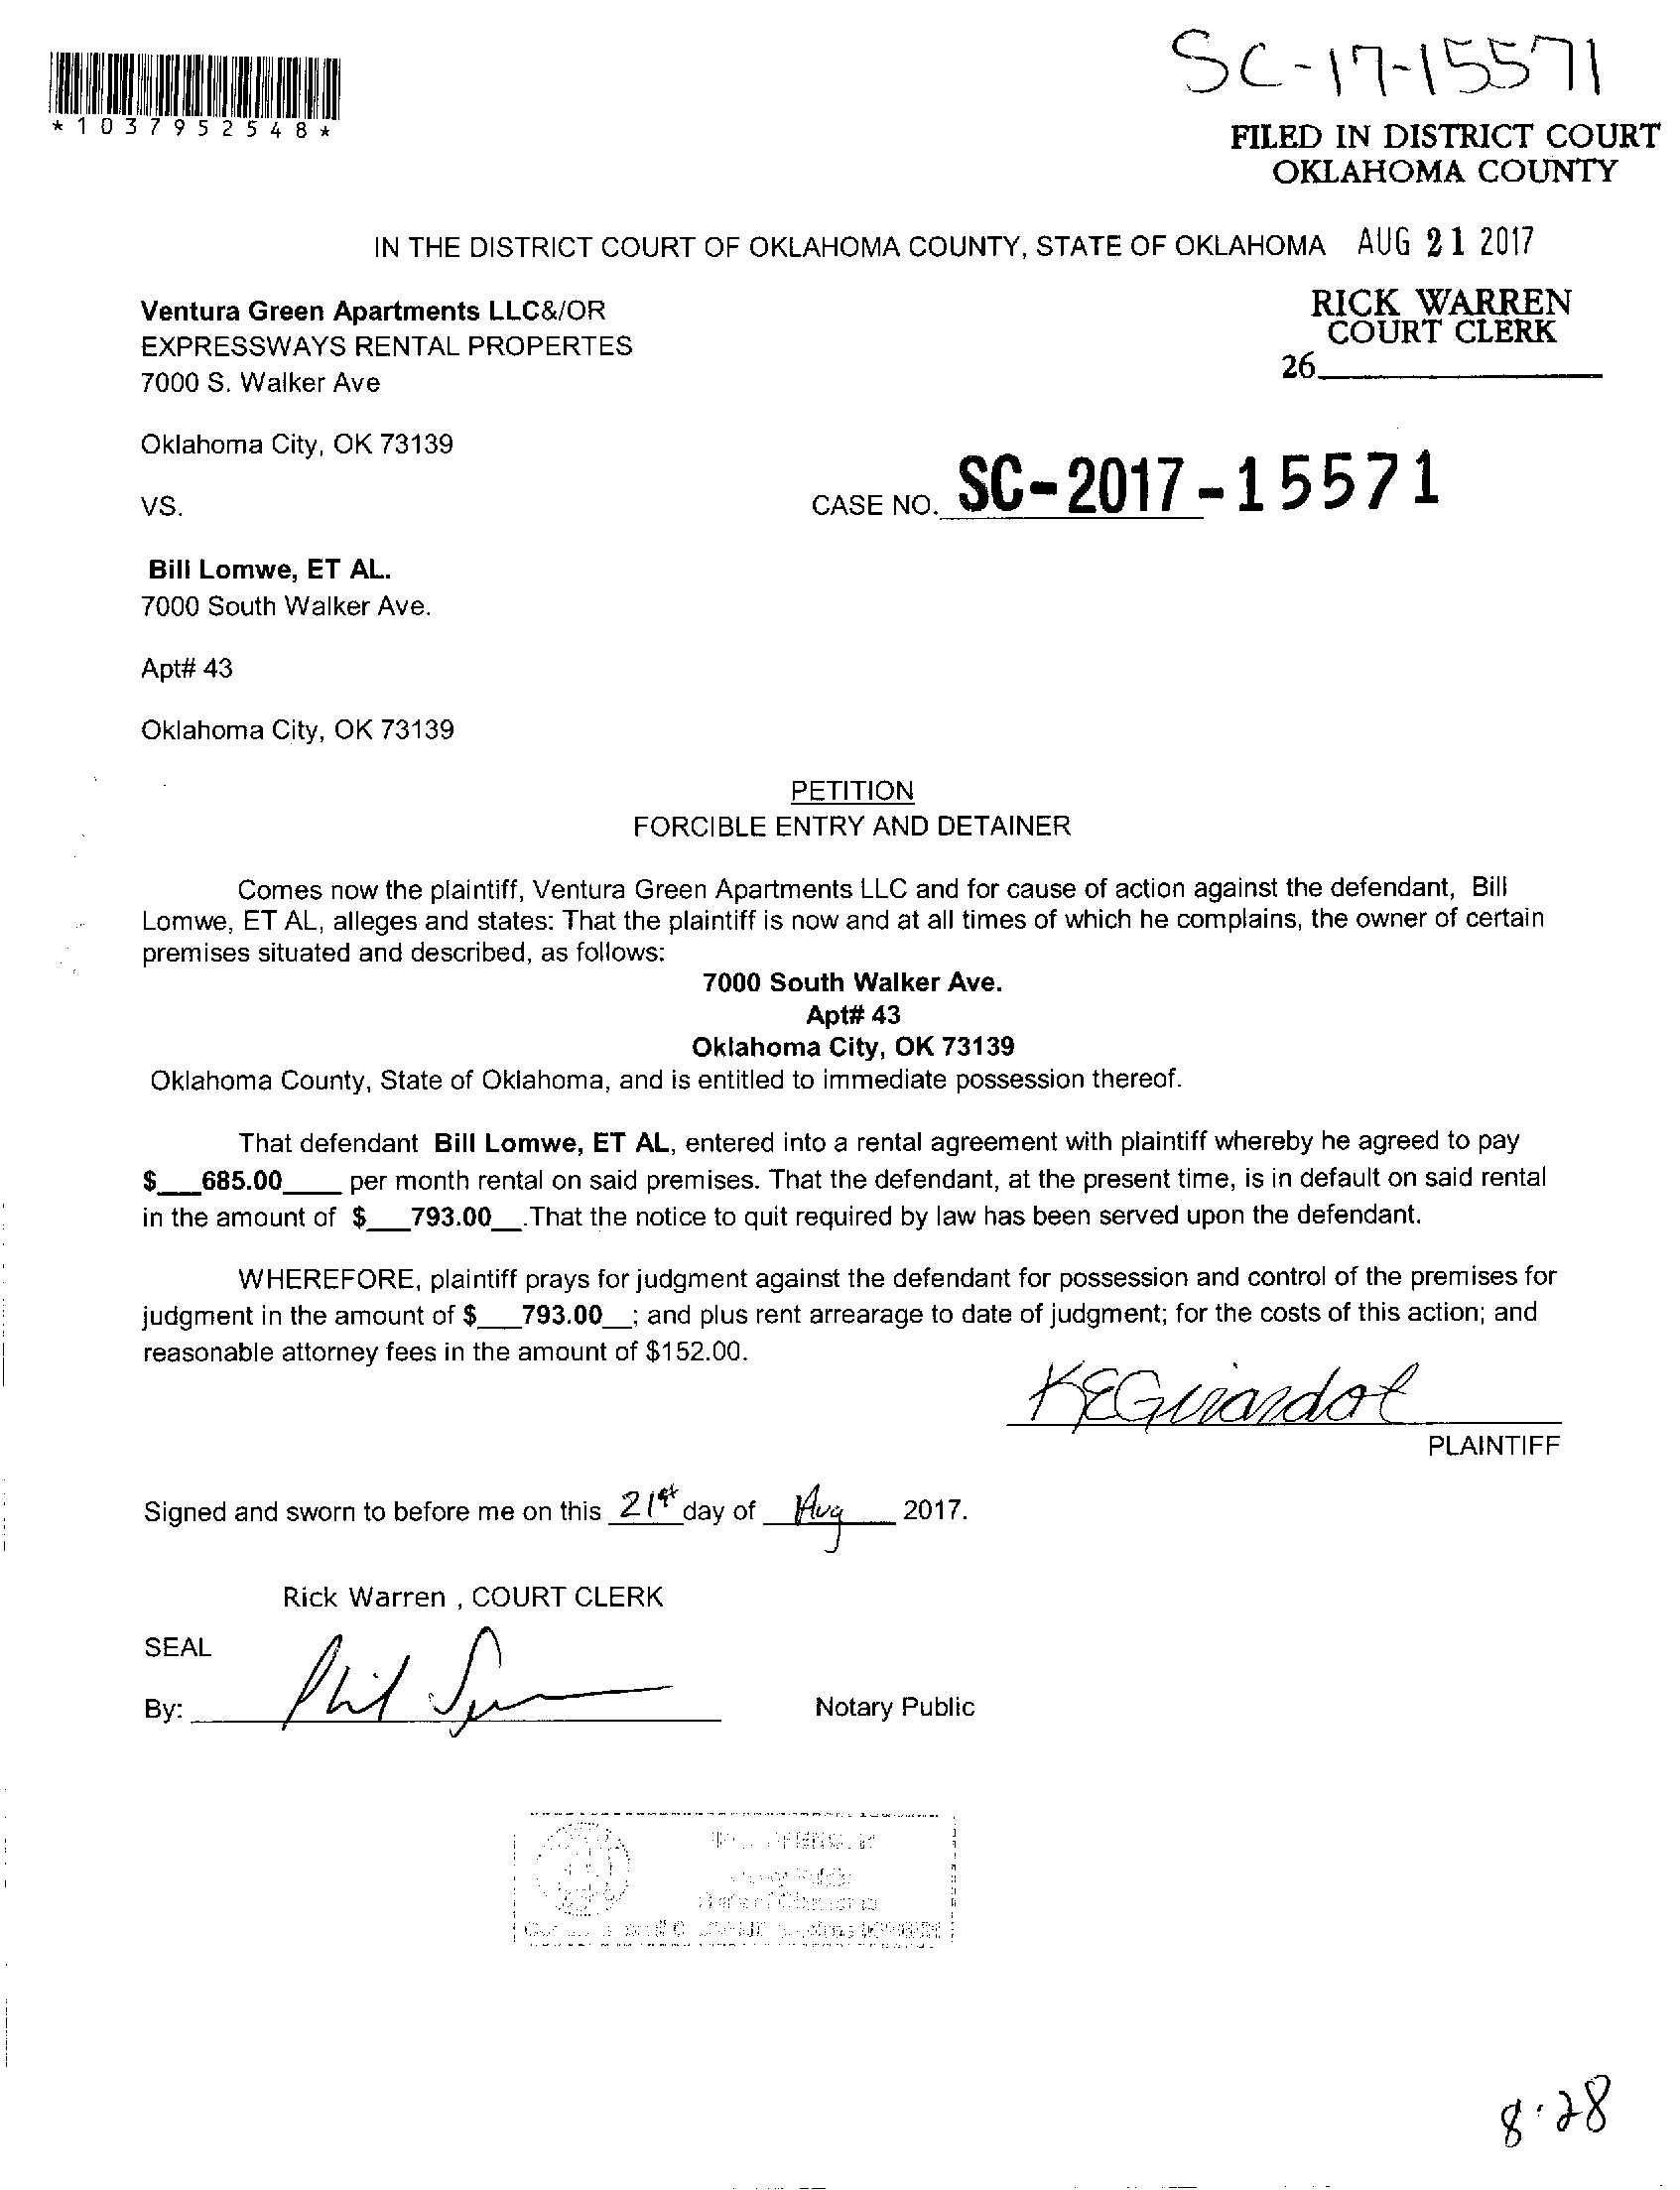 SC-17-15571
*1037952548*
FILED IN DISTRICT COURT
OKLAHOMA COUNTY
IN THE DISTRICT COURT OF OKLAHOMA COUNTY, STATE OF OKLAHOMA AUG 21 2017
Ventura Green Apartments LLC&/OR
RICK WARREN
COURT CLERK
EXPRESSWAYS RENTAL PROPERTES
26
7000 S. Walker Ave
Oklahoma City, OK 73139
VS.
CASE NO. SC-2017-15571
Bill Lomwe, ET AL.
7000 South Walker Ave.
Apt# 43
Oklahoma City, OK 73139
PETITION
FORCIBLE ENTRY AND DETAINER
Comes now the plaintiff, Ventura Green Apartments LLC and for cause of action against the defendant, Bill
Lomwe, ET AL, alleges and states: That the plaintiff is now and at all times of which he complains, the owner of certain
premises situated and described, as follows:
7000 South Walker Ave.
Apt# 43
Oklahoma City, OK 73139
Oklahoma County, State of Oklahoma, and is entitled to immediate possession thereof.
That defendant Bill Lomwe, ET AL, entered into a rental agreement with plaintiff whereby he agreed to pay
$___685.00____ per month rental on said premises. That the defendant, at the present time, is in default on said rental
in the amount of $___793.00__.That the notice to quit required by law has been served upon the defendant.
WHEREFORE, plaintiff prays for judgment against the defendant for possession and control of the premises for
judgment in the amount of $___793.00__; and plus rent arrearage to date of judgment; for the costs of this action; and
reasonable attorney fees in the amount of $152.00.
KEGirardot
PLAINTIFF
Signed and sworn to before me on this 21st day of Aug 2017.
Rick Warren , COURT CLERK
SEAL
By: Notary Public
8.28